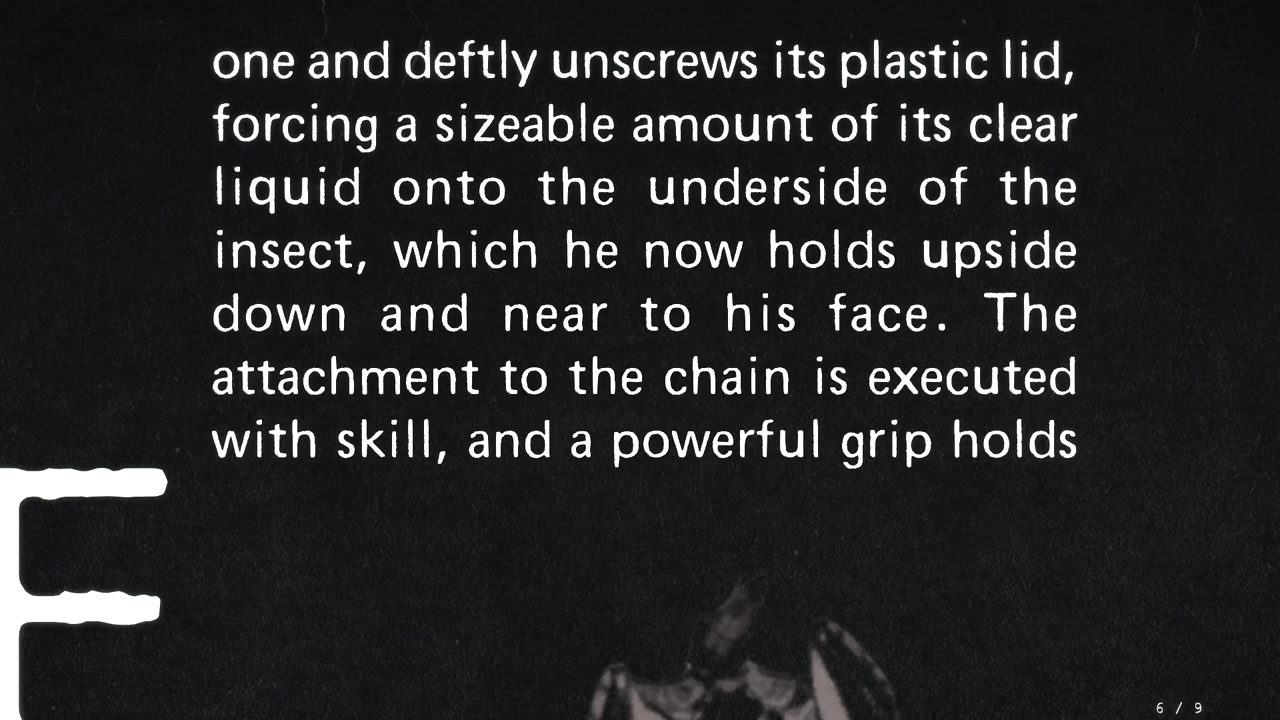 one and deftly unscrews its plastic lid,
forcing a sizeable amount of its clear
liquid onto the underside of the
insect, which he now holds upside
down and near to his face. The
attachment to the chain is executed
with skill, and a powerful grip holds
6 / 9